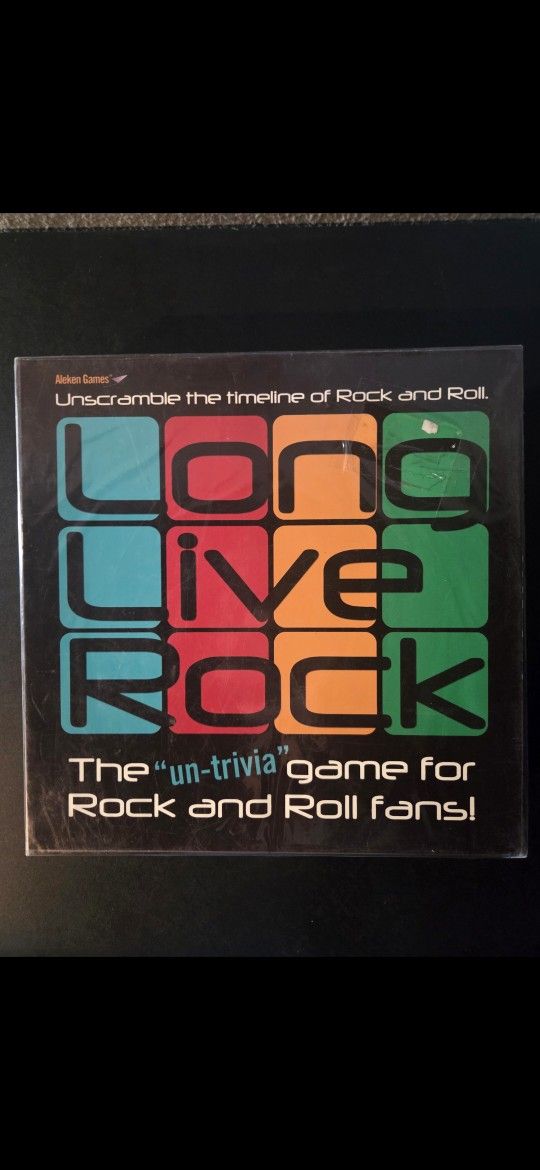 Aleken Games™
Unscramble the timeline of Rock and Roll.
Long
Live
Rock
The "un-trivia" game for
Rock and Roll fans!